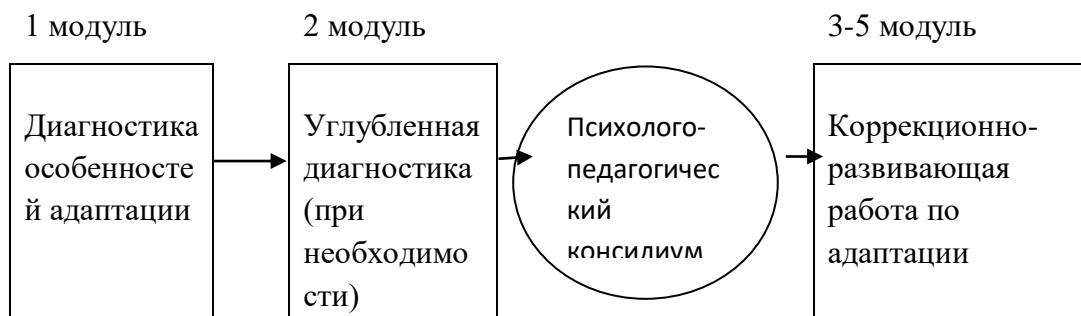 1 модуль
2 модуль
3-5 модуль
Диагностика
особенносте
й адаптации
Углубленная
диагностика
(при
необходимо
сти)
Психолого-
педагогичес
кий
консилиум
Коррекционно-
развивающая
работа по
адаптации